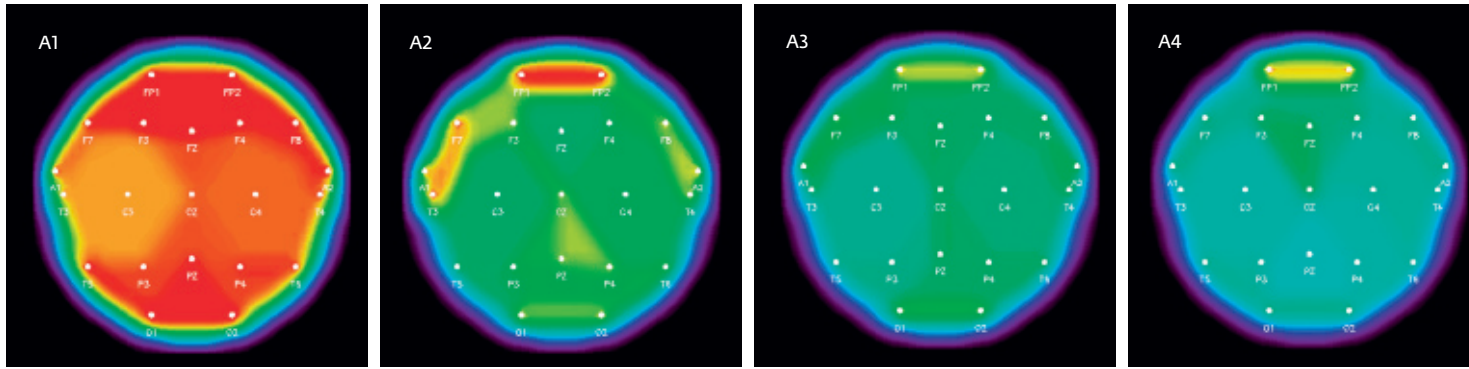 A1
FP1 FP2
F7 F3 FZ F4 F8
A1 A2
T3 C3 CZ C4 T4
T5 P3 PZ P4 T6
O1 O2
A2
FP1 FP2
F7 F3 FZ F4 F8
A1 A2
T3 C3 CZ C4 T4
T5 P3 PZ P4 T6
O1 O2
A3
FP1 FP2
F7 F3 FZ F4 F8
A1 A2
T3 C3 CZ C4 T4
T5 P3 PZ P4 T6
O1 O2
A4
FP1 FP2
F7 F3 FZ F4 F8
A1 A2
T3 C3 CZ C4 T4
T5 P3 PZ P4 T6
O1 O2